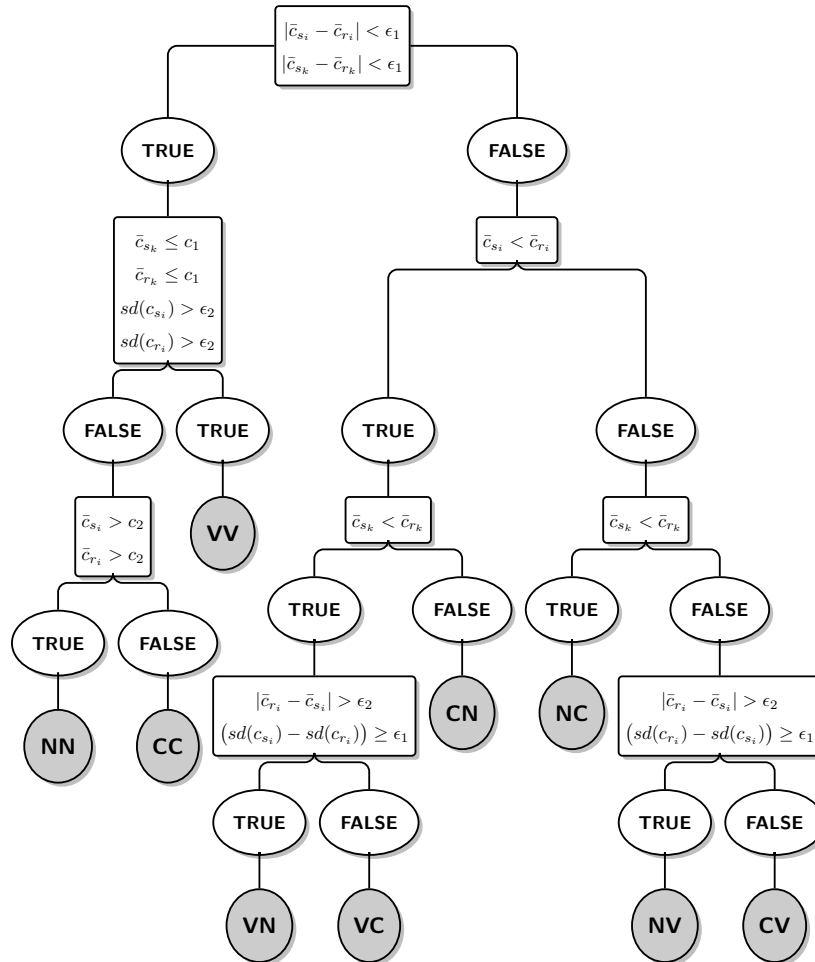 |c̄_{s_i} − c̄_{r_i}| < ϵ_1
|c̄_{s_k} − c̄_{r_k}| < ϵ_1
TRUE
FALSE
c̄_{s_k} ≤ c_1
c̄_{r_k} ≤ c_1
sd(c_{s_i}) > ϵ_2
sd(c_{r_i}) > ϵ_2
c̄_{s_i} < c̄_{r_i}
FALSE
TRUE
TRUE
FALSE
c̄_{s_i} > c_2
c̄_{r_i} > c_2
VV
c̄_{s_k} < c̄_{r_k}
c̄_{s_k} < c̄_{r_k}
TRUE
FALSE
TRUE
FALSE
TRUE
FALSE
NN
CC
|c̄_{r_i} − c̄_{s_i}| > ϵ_2
(sd(c_{s_i}) − sd(c_{r_i})) ≥ ϵ_1
CN
NC
|c̄_{r_i} − c̄_{s_i}| > ϵ_2
(sd(c_{r_i}) − sd(c_{s_i})) ≥ ϵ_1
TRUE
FALSE
TRUE
FALSE
VN
VC
NV
CV